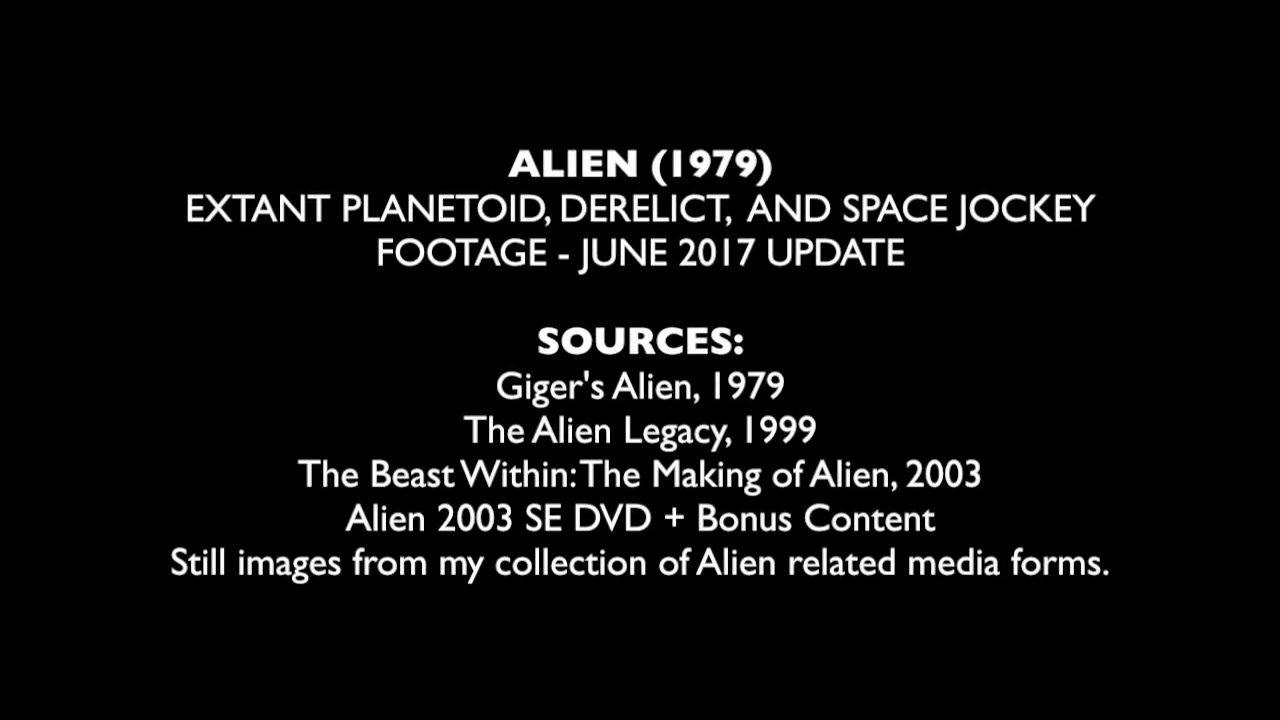 ALIEN (1979)
EXTANT PLANETOID, DERELICT, AND SPACE JOCKEY
FOOTAGE - JUNE 2017 UPDATE
SOURCES:
Giger's Alien, 1979
The Alien Legacy, 1999
The Beast Within: The Making of Alien, 2003
Alien 2003 SE DVD + Bonus Content
Still images from my collection of Alien related media forms.